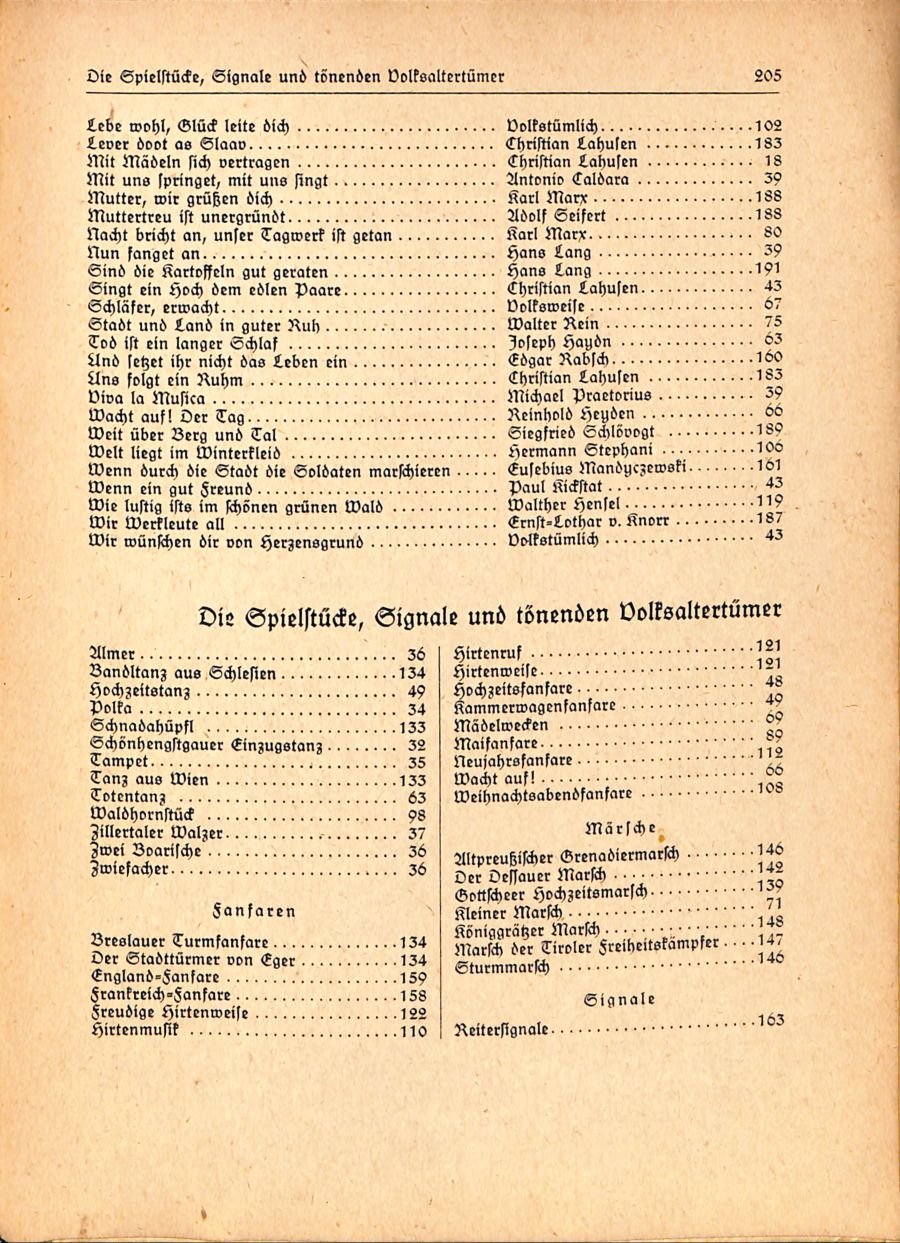 Die Spielstücke, Signale und tönenden Volksaltertümer 205
Lebe wohl, Glück leite dich ........................ Volkstümlich..................102
Lever doot as Slaav........................... Christian Lahusen ............183
Mit Mädeln sich vertragen ...................... Christian Lahusen ............ 18
Mit uns springet, mit uns singt .................. Antonio Caldara ............. 39
Mutter, wir grüßen dich ........................ Karl Marx ..................188
Muttertreu ist unergründt....................... Adolf Seifert ................188
Nacht bricht an, unser Tagwerk ist getan ........... Karl Marx.................. 80
Nun fanget an................................ Hans Lang ................. 39
Sind die Kartoffeln gut geraten .................. Hans Lang .................191
Singt ein Hoch dem edlen Paare................. Christian Lahusen............ 43
Schläfer, erwacht.............................. Volksweise .................. 67
Stadt und Land in guter Ruh................... Walter Rein ................. 75
Tod ist ein langer Schlaf ....................... Joseph Haydn ............... 63
Und setzet ihr nicht das Leben ein ................ Edgar Rabsch................160
Uns folgt ein Ruhm ........................... Christian Lahusen ............183
Viva la Musica ............................... Michael Praetorius ........... 39
Wacht auf! Der Tag........................... Reinhold Heyden ............. 66
Weit über Berg und Tal ........................ Siegfried Schlövogt ..........189
Welt liegt im Winterkleid ....................... Hermann Stephani ...........106
Wenn durch die Stadt die Soldaten marschieren ..... Eusebius Mandyczewski........161
Wenn ein gut Freund.......................... Paul Kickstat ................ 43
Wie lustig ists im schönen grünen Wald ............ Walther Hensel...............119
Wir Werkleute all ............................. Ernst-Lothar v. Knorr .........187
Wir wünschen dir von Herzensgrund .............. Volkstümlich ................. 43
Die Spielstücke, Signale und tönenden Volksaltertümer
Almer............................ 36
Bandltanz aus Schlesien..............134
Hochzeitstanz ...................... 49
Polka ............................. 34
Schnadahüpfl ......................133
Schönhengstgauer Einzugstanz........ 32
Tampet........................... 35
Tanz aus Wien ....................133
Totentanz ........................ 63
Waldhornstück .................... 98
Zillertaler Walzer................... 37
Zwei Boarische ..................... 36
Zwiefacher......................... 36
Fanfaren
Breslauer Turmfanfare ...............134
Der Stadttürmer von Eger ............134
England-Fanfare ...................159
Frankreich-Fanfare ..................158
Freudige Hirtenweise ................122
Hirtenmusik .......................110
Hirtenruf .........................121
Hirtenweise........................121
Hochzeitsfanfare.................... 48
Kammerwagenfanfare ............... 49
Mädelwecken ...................... 69
Maifanfare........................ 89
Neujahrsfanfare....................112
Wacht auf! ........................ 66
Weihnachtsabendfanfare .............108
Märsche
Altpreußischer Grenadiermarsch ........146
Der Dessauer Marsch ................142
Gottscheer Hochzeitsmarsch............139
Kleiner Marsch..................... 71
Königgrätzer Marsch.................148
Marsch der Tiroler Freiheitskämpfer ....147
Sturmmarsch ......................146
Signale
Reitersignale........................163